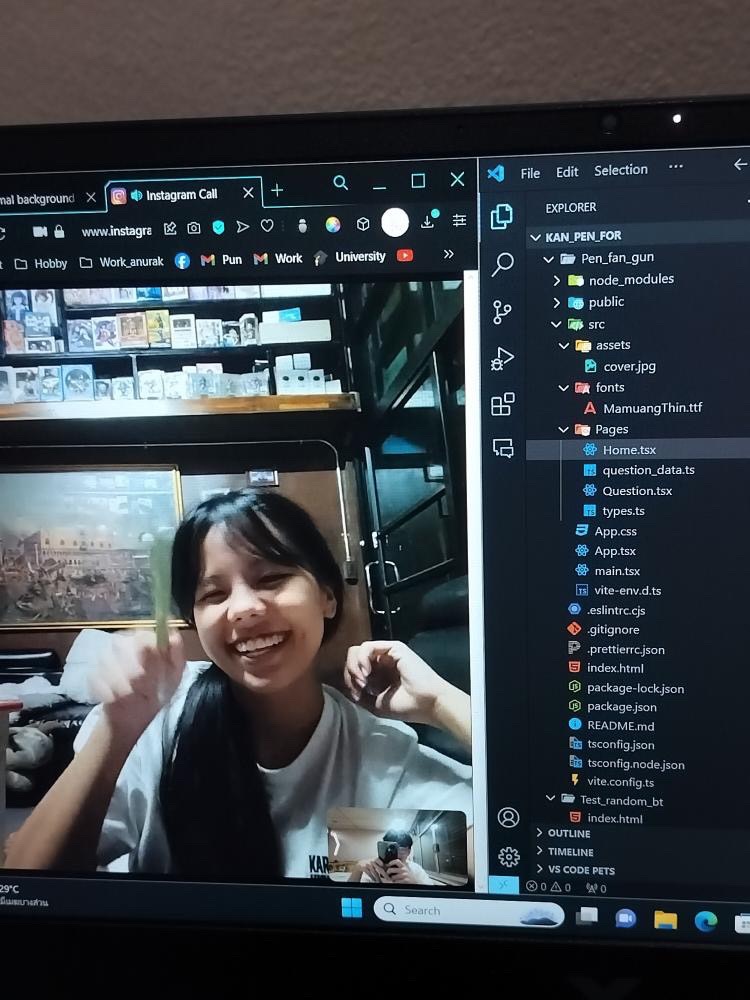 mal background
Instagram Call
www.instagra
Hobby
Work_anurak
Pun
Work
University
KAR
29°C
Search
File Edit Selection ...
EXPLORER
KAN_PEN_FOR
Pen_fan_gun
node_modules
public
src
assets
cover.jpg
fonts
MamuangThin.ttf
Pages
Home.tsx
question_data.ts
Question.tsx
types.ts
App.css
App.tsx
main.tsx
vite-env.d.ts
.eslintrc.cjs
.gitignore
.prettierrc.json
index.html
package-lock.json
package.json
README.md
tsconfig.json
tsconfig.node.json
vite.config.ts
Test_random_bt
index.html
OUTLINE
TIMELINE
VS CODE PETS
0 0 0